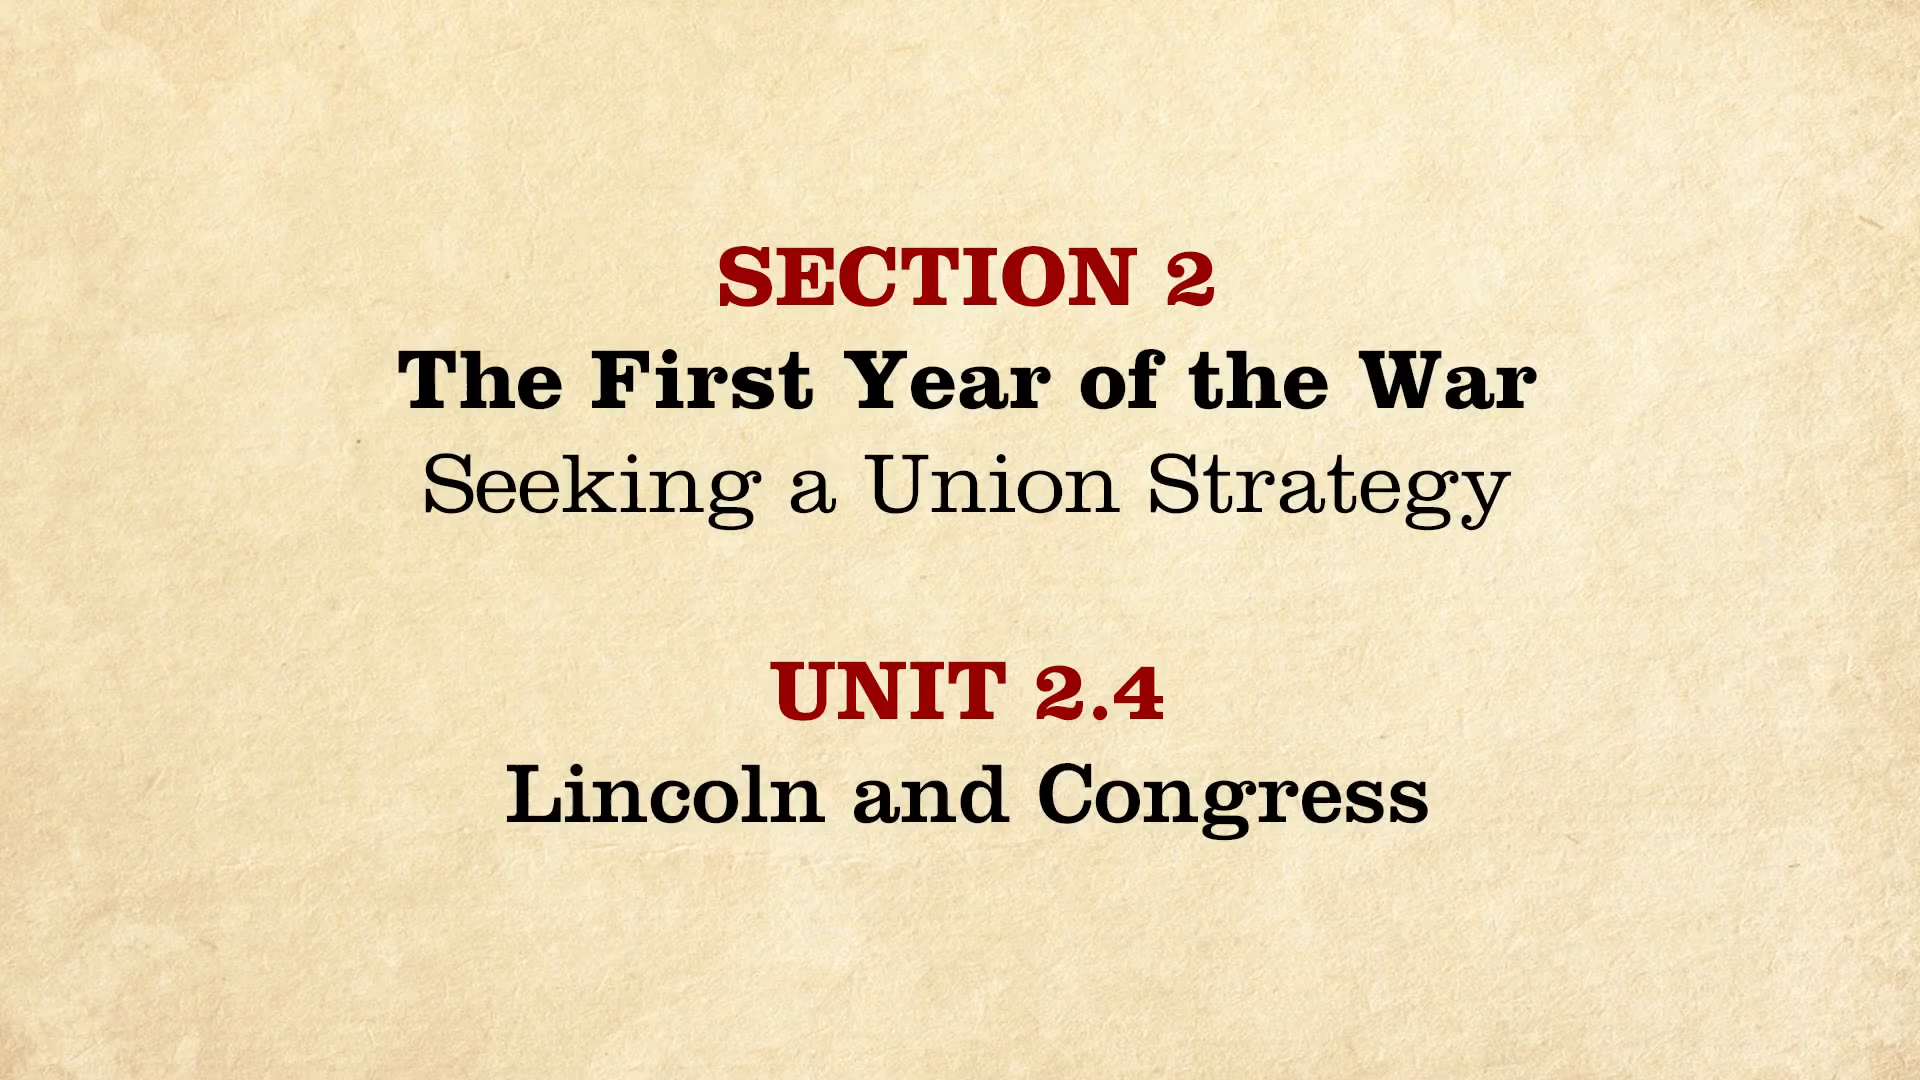 SECTION 2
The First Year of the War
Seeking a Union Strategy
UNIT 2.4
Lincoln and Congress